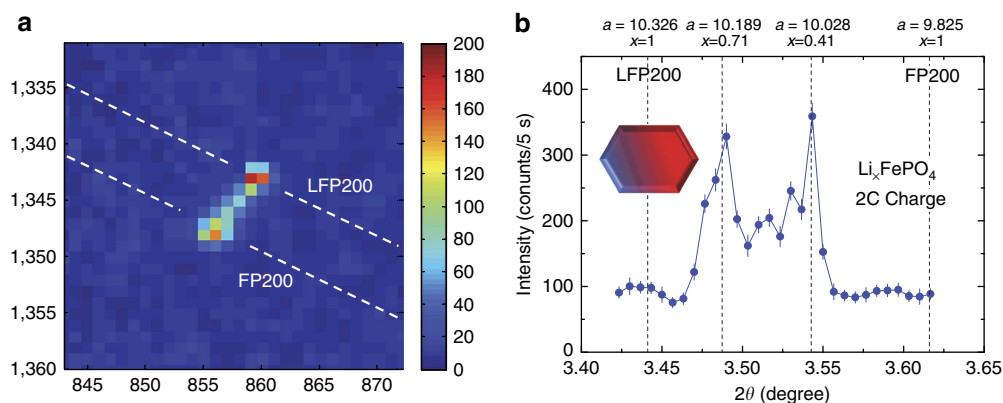 a
1,335
1,340
1,345
1,350
1,355
1,360
845 850 855 860 865 870
LFP200
FP200
200
180
160
140
120
100
80
60
40
20
0
b
a = 10.326 a = 10.189 a = 10.028 a = 9.825
x=1 x=0.71 x=0.41 x=1
LFP200 FP200
LiₓFePO₄
2C Charge
Intensity (counts/5 s)
400
300
200
100
0
3.40 3.45 3.50 3.55 3.60 3.65
2θ (degree)